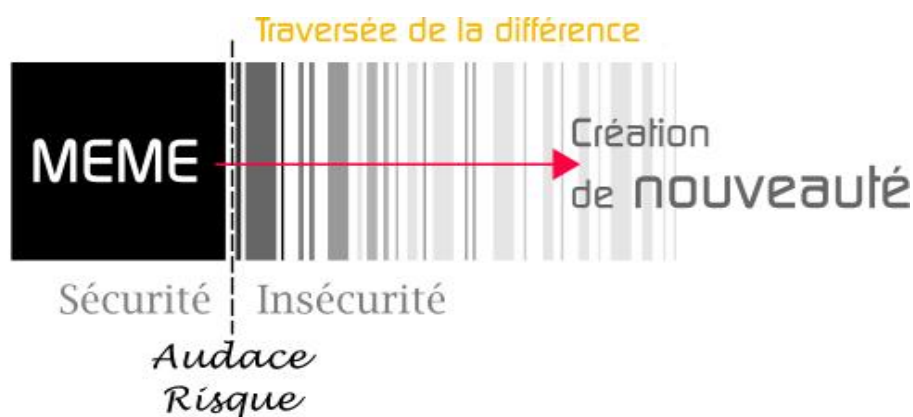 Traversée de la différence
MEME
Création
de nouveauté
Sécurité
Insécurité
Audace
Risque